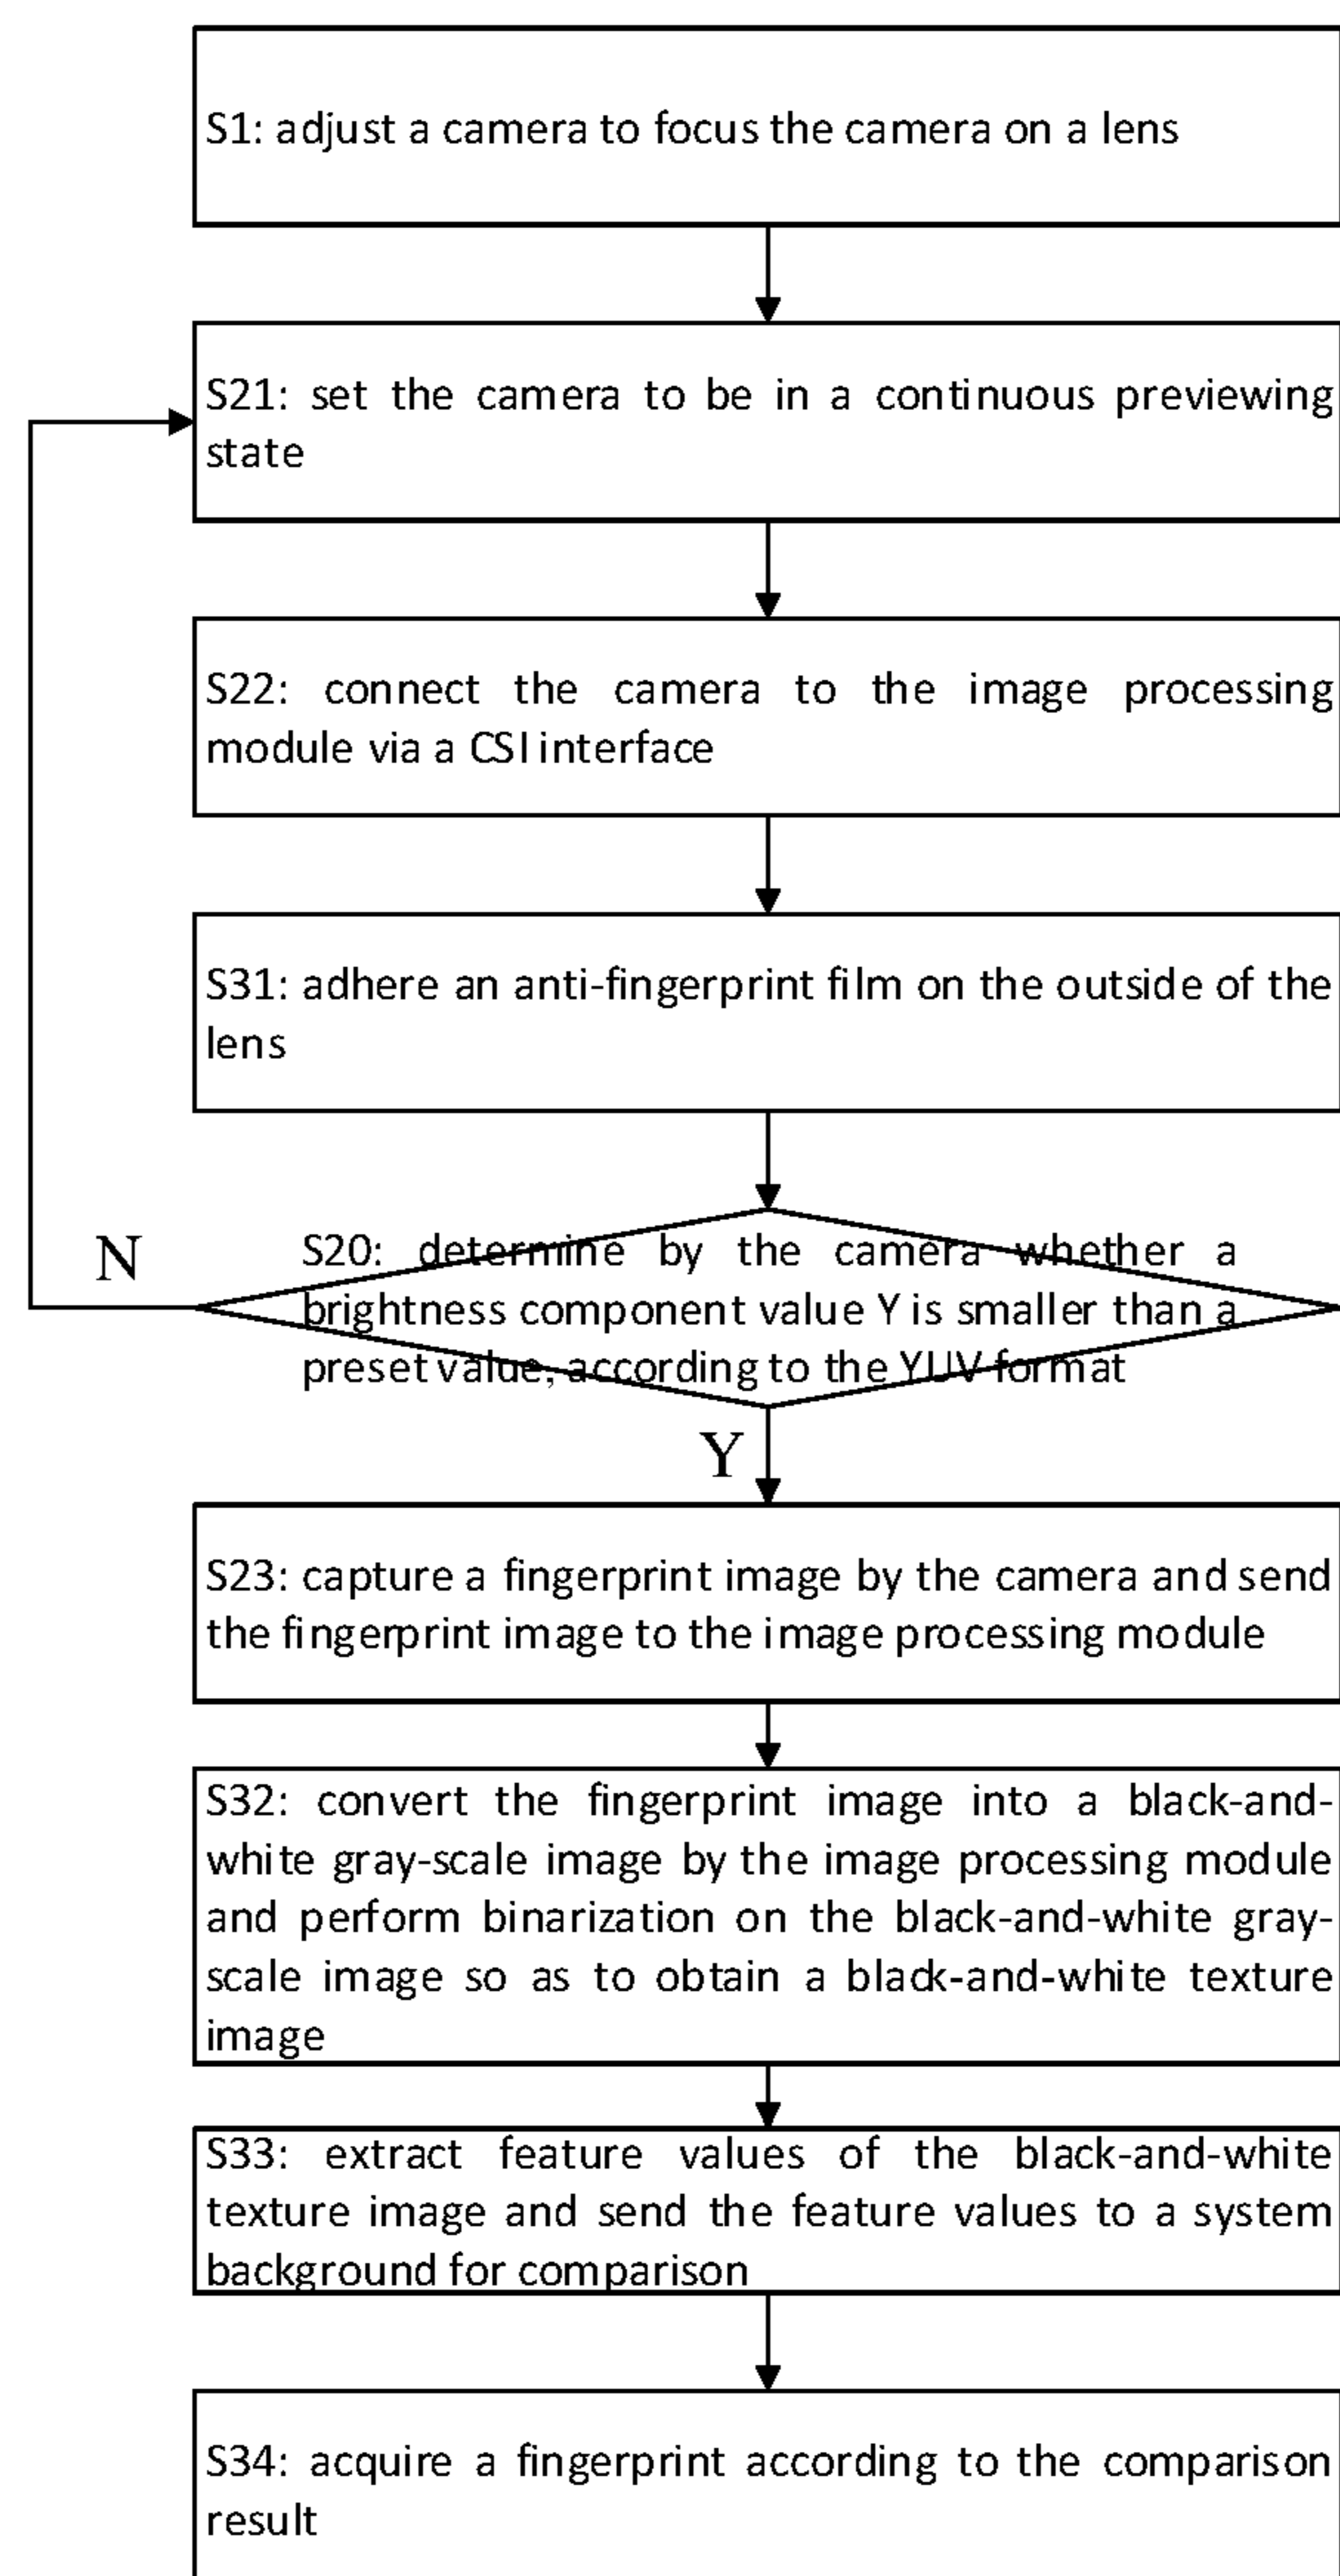 S1: adjust a camera to focus the camera on a lens
S21: set the camera to be in a continuous previewing
state
S22: connect the camera to the image processing
module via a CSI interface
S31: adhere an anti-fingerprint film on the outside of the
lens
N
S20: determine by the camera whether a
brightness component value Y is smaller than a
preset value, according to the YUV format
Y
S23: capture a fingerprint image by the camera and send
the fingerprint image to the image processing module
S32: convert the fingerprint image into a black-and-
white gray-scale image by the image processing module
and perform binarization on the black-and-white gray-
scale image so as to obtain a black-and-white texture
image
S33: extract feature values of the black-and-white
texture image and send the feature values to a system
background for comparison
S34: acquire a fingerprint according to the comparison
result